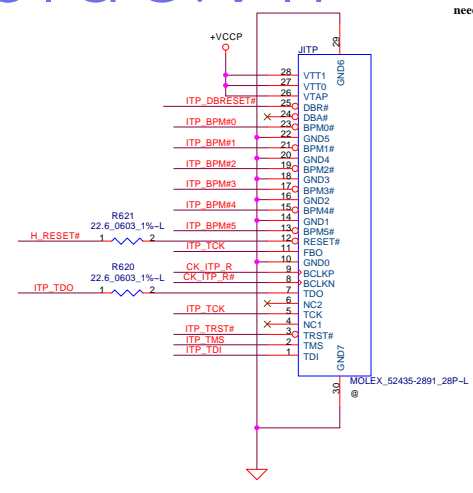 need
+VCCP
JITP
29
GND6
28 VTT1
27 VTT0
26 VTAP
ITP_DBRESET# 25 DBR#
24 DBA#
ITP_BPM#0 23 BPM0#
22 GND5
ITP_BPM#1 21 BPM1#
20 GND4
ITP_BPM#2 19 BPM2#
18 GND3
ITP_BPM#3 17 BPM3#
16 GND2
ITP_BPM#4 15 BPM4#
14 GND1
ITP_BPM#5 13 BPM5#
R621
22.6_0603_1%~L
H_RESET# 1 2 12 RESET#
ITP_TCK 11 FBO
10 GND0
CK_ITP_R 9 BCLKP
CK_ITP_R# 8 BCLKN
R620
22.6_0603_1%~L
ITP_TDO 1 2 7 TDO
6 NC2
ITP_TCK 5 TCK
4 NC1
ITP_TRST# 3 TRST#
ITP_TMS 2 TMS
ITP_TDI 1 TDI
GND7
30
MOLEX_52435-2891_28P~L
@